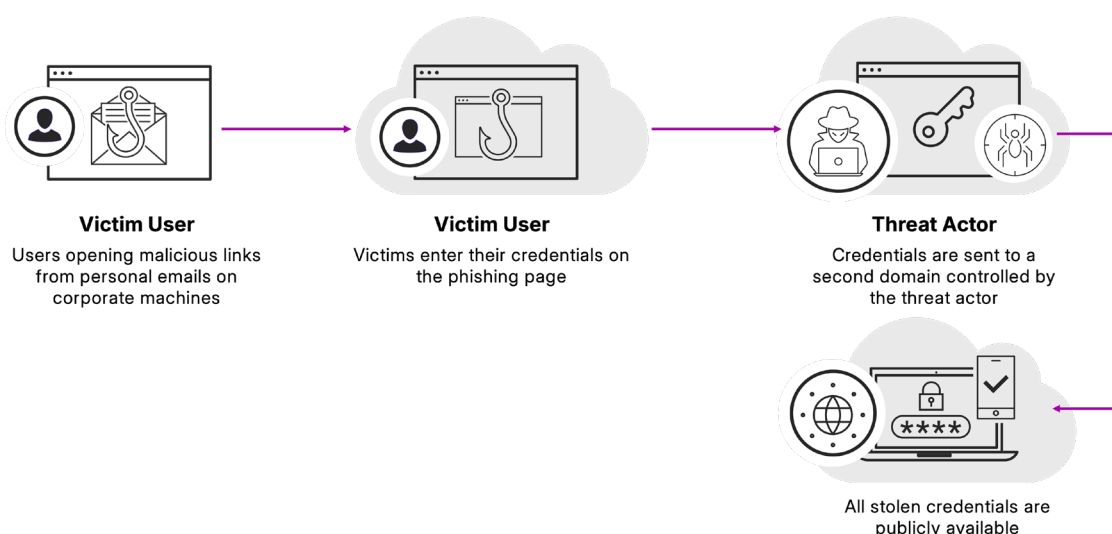 Victim User
Users opening malicious links
from personal emails on
corporate machines
Victim User
Victims enter their credentials on
the phishing page
Threat Actor
Credentials are sent to a
second domain controlled by
the threat actor
****
All stolen credentials are
publicly available